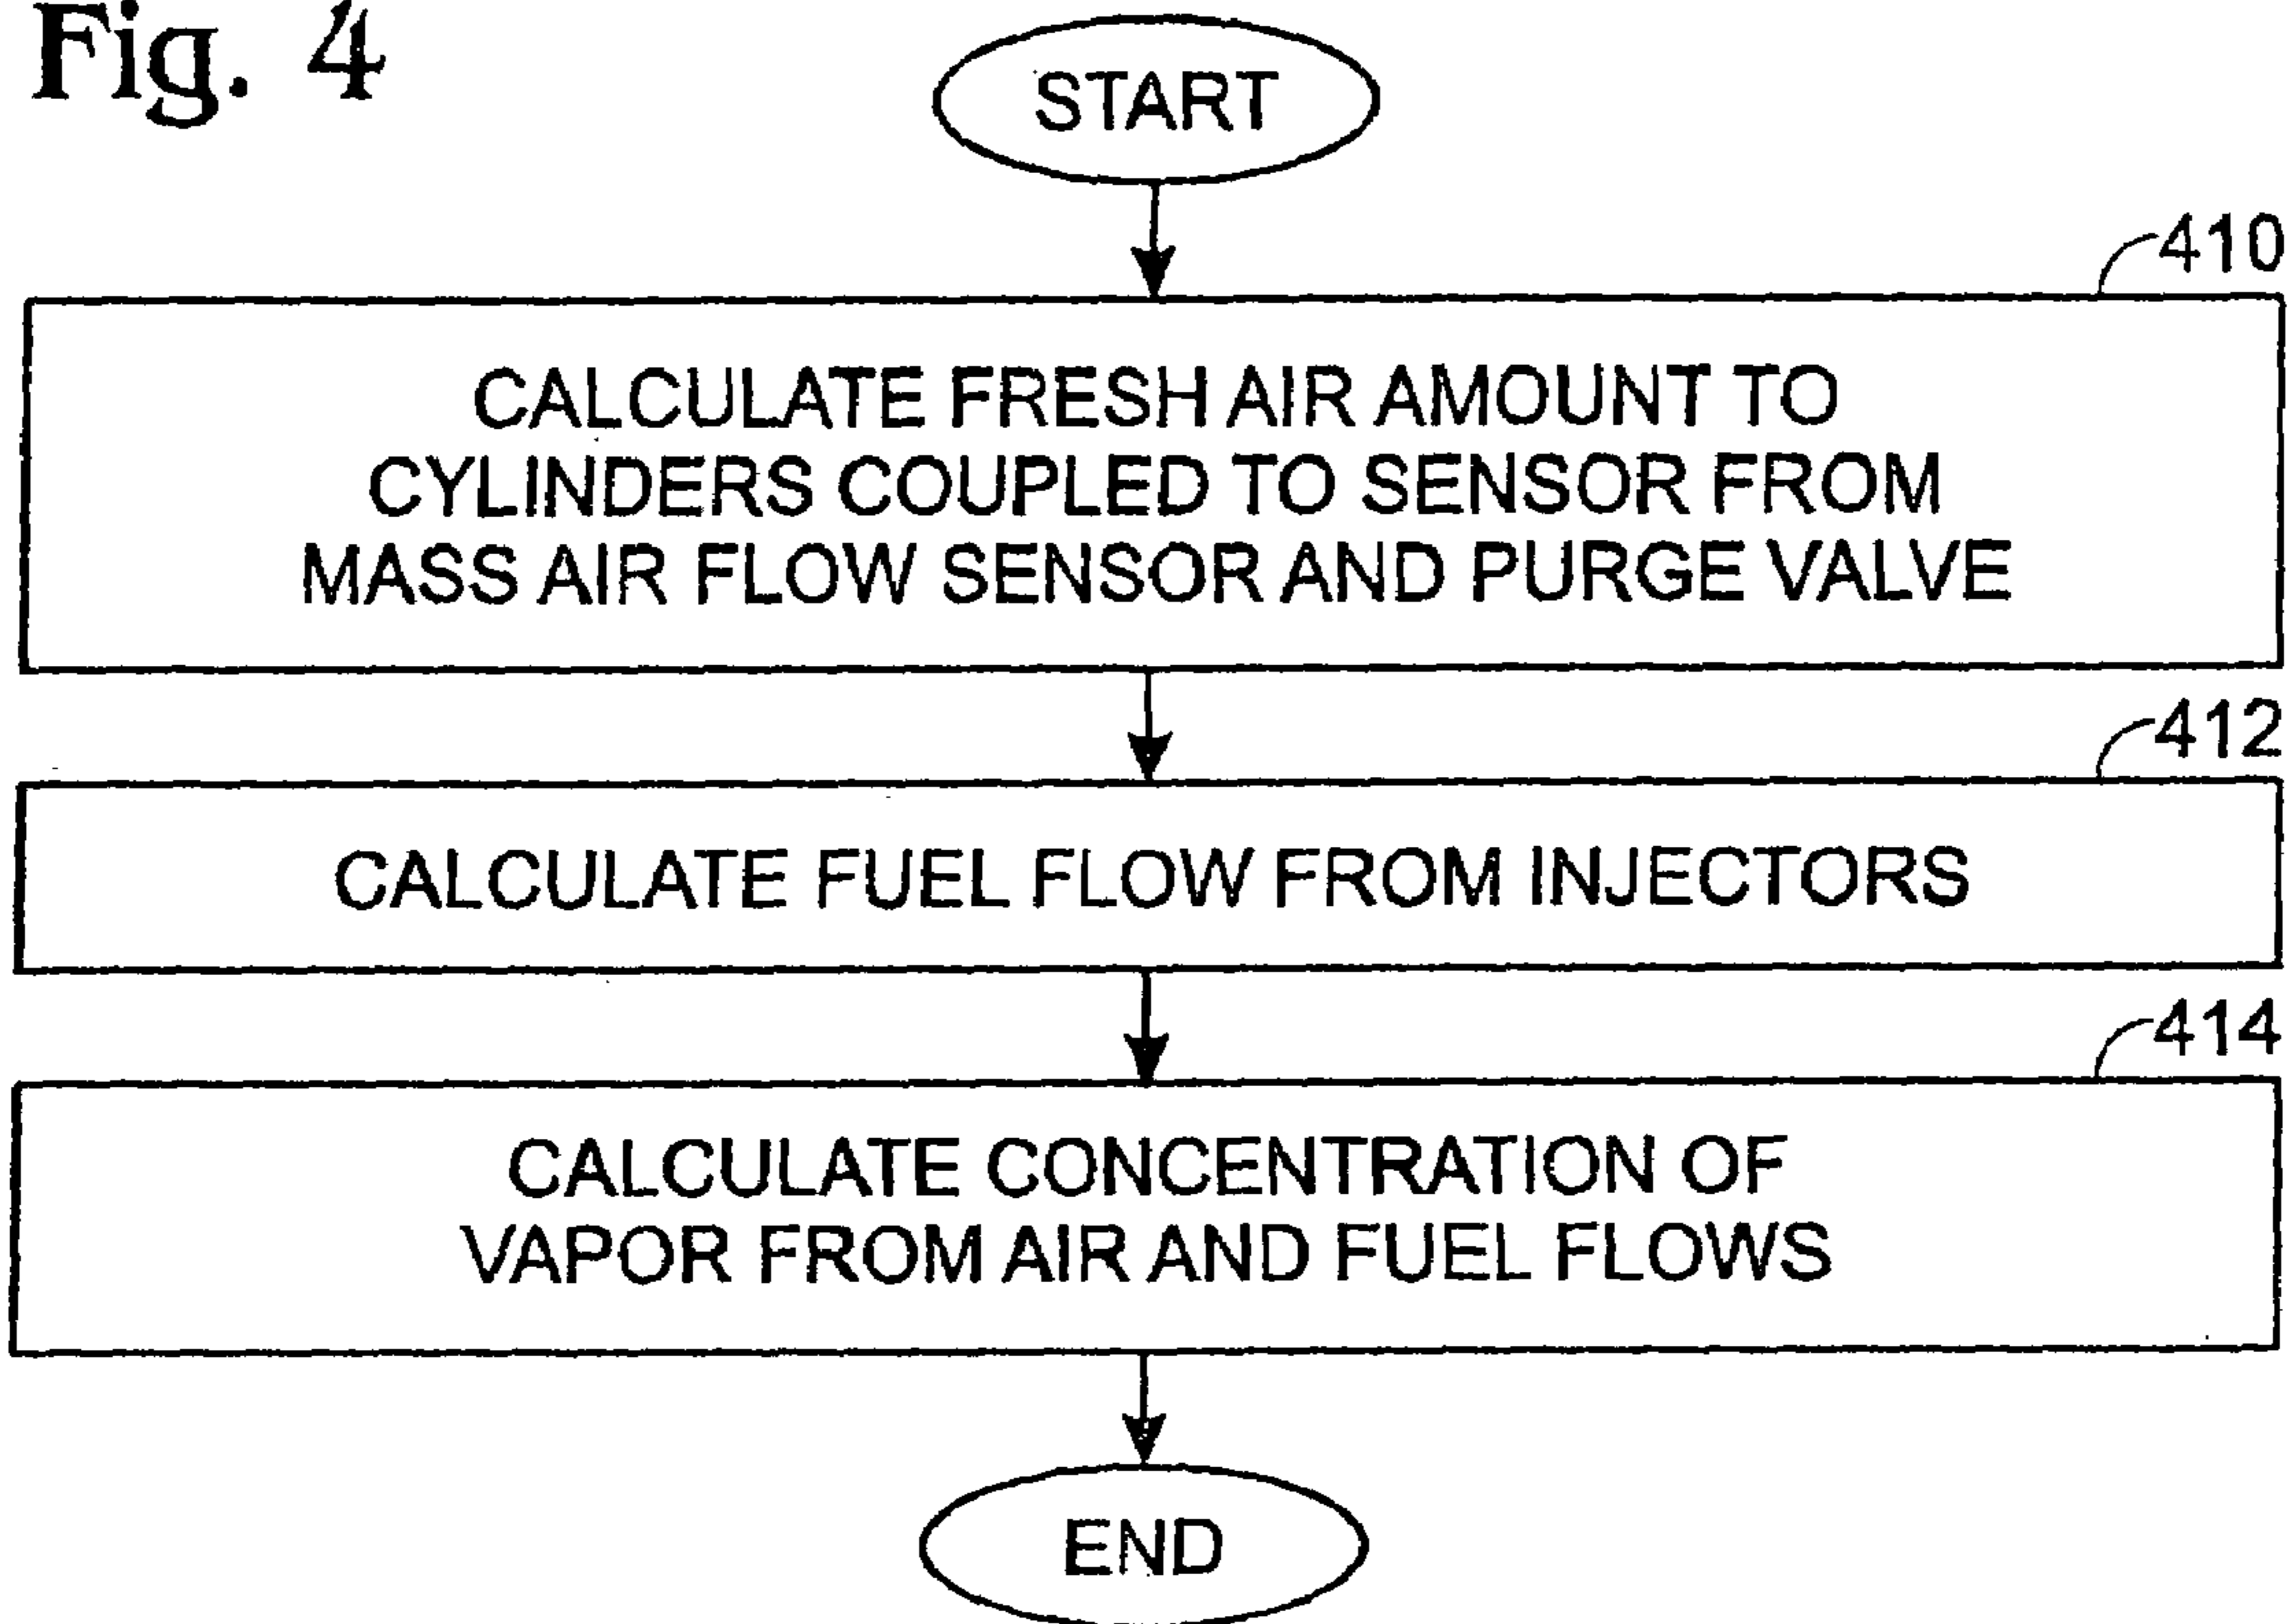 Fig. 4
START
410
CALCULATE FRESH AIR AMOUNT TO
CYLINDERS COUPLED TO SENSOR FROM
MASS AIR FLOW SENSOR AND PURGE VALVE
412
CALCULATE FUEL FLOW FROM INJECTORS
414
CALCULATE CONCENTRATION OF
VAPOR FROM AIR AND FUEL FLOWS
END